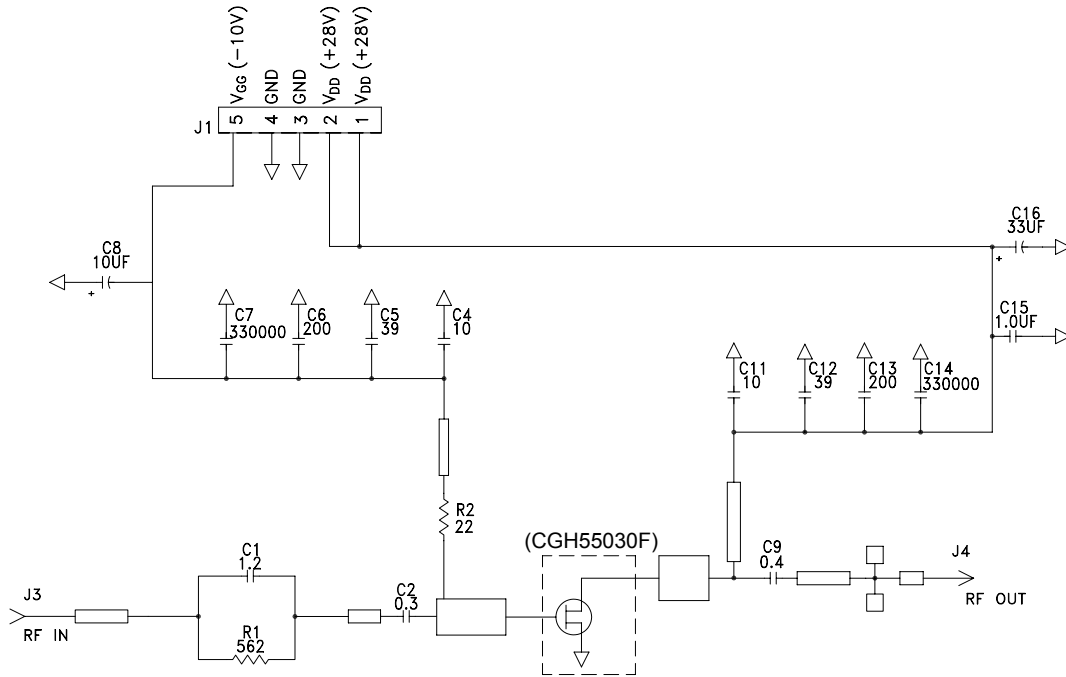 VGG (-10V)
GND
GND
VDD (+28V)
VDD (+28V)
J1
5
4
3
2
1
C16
33UF
+
C8
10UF
+
C7
330000
C6
200
C5
39
C4
10
C15
1.0UF
C11
10
C12
39
C13
200
C14
330000
R2
22
(CGH55030F)
C1
1.2
C9
0.4
J4
RF OUT
J3
RF IN
C2
0.3
R1
562